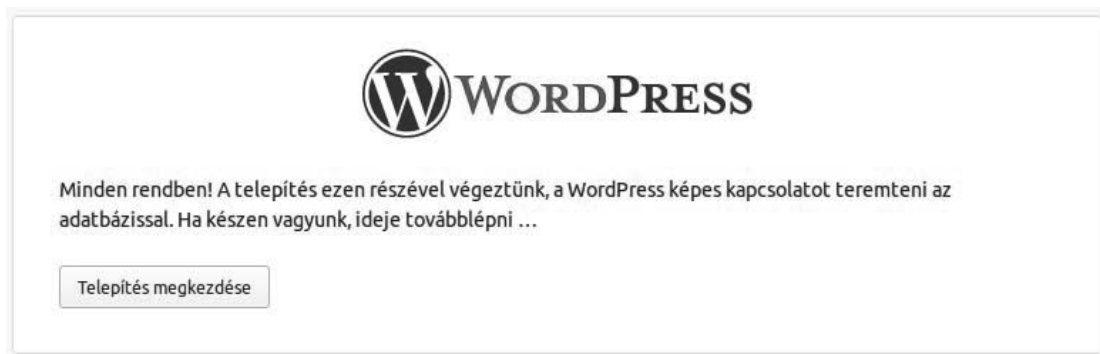 WORDPRESS
Minden rendben! A telepítés ezen részével végeztünk, a WordPress képes kapcsolatot teremteni az
adatbázissal. Ha készen vagyunk, ideje továbblépni …
Telepítés megkezdése